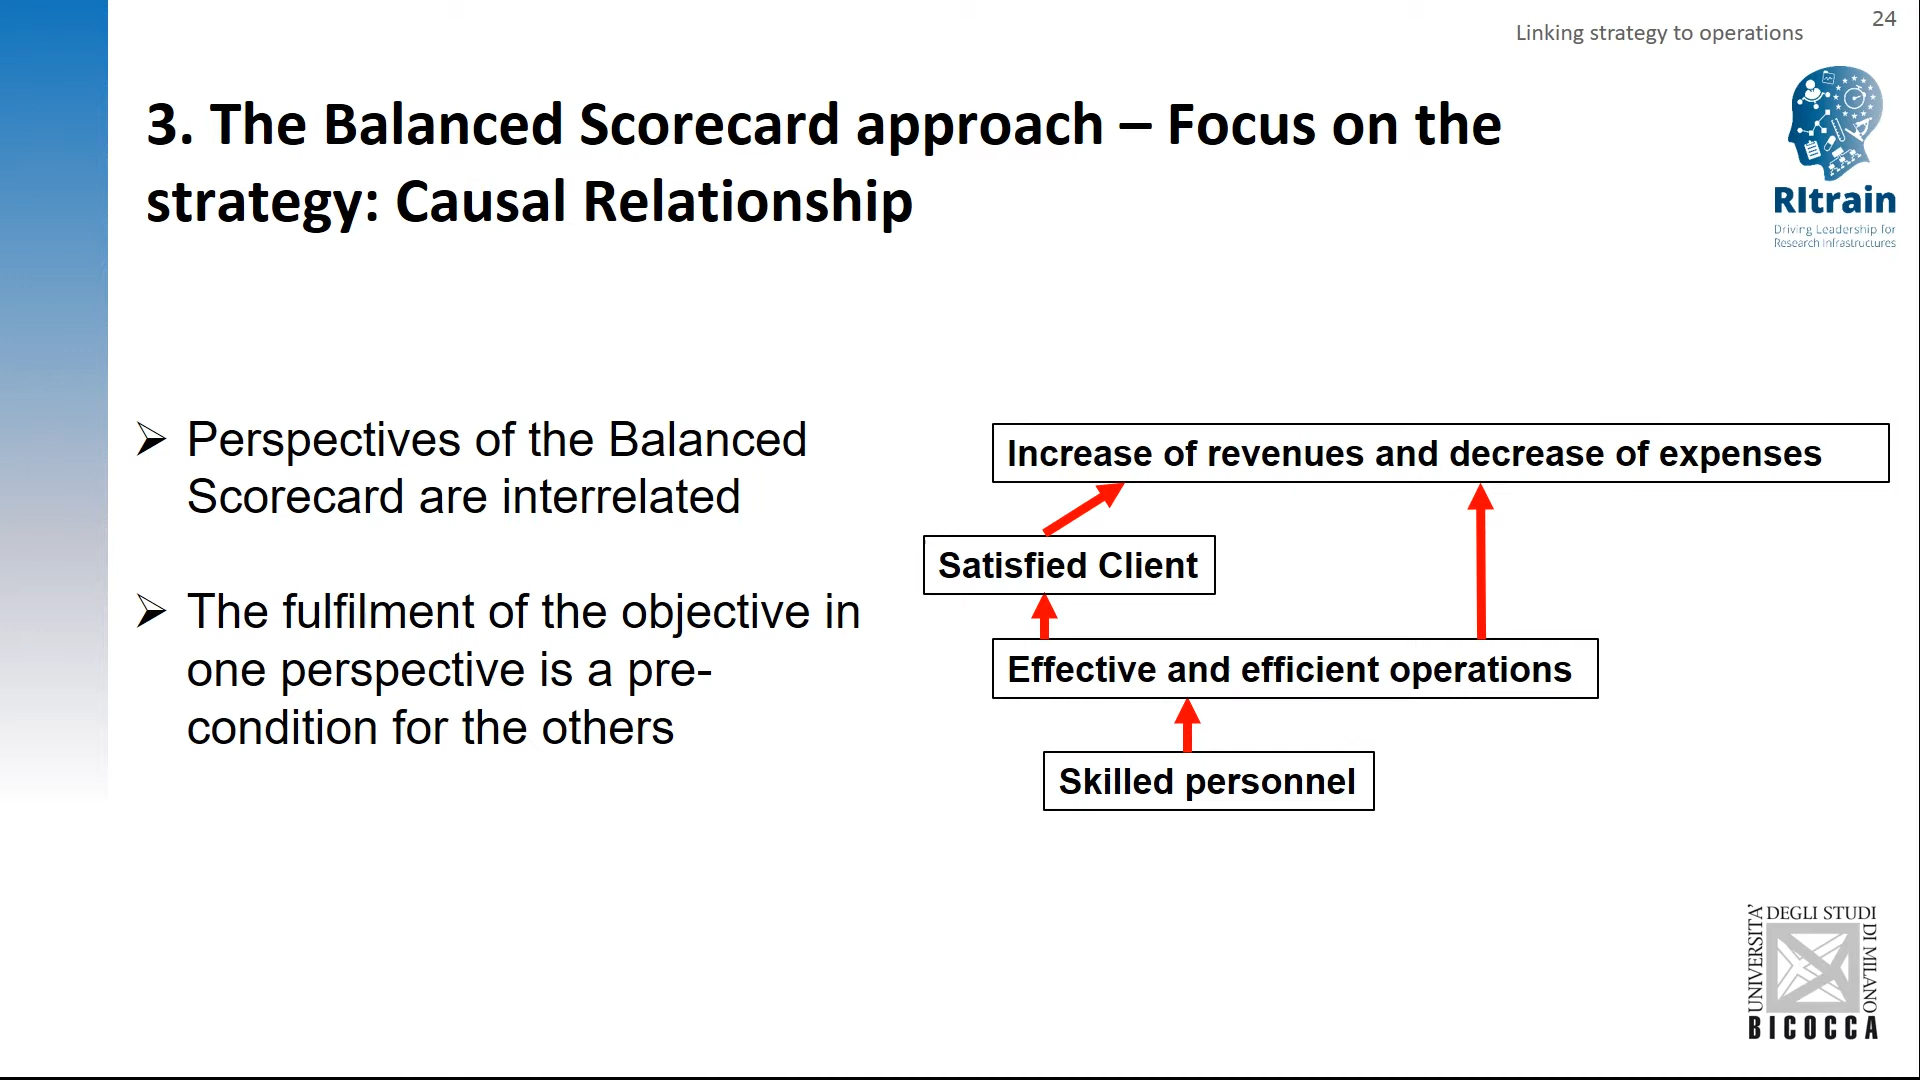 24
Linking strategy to operations
3. The Balanced Scorecard approach – Focus on the
strategy: Causal Relationship
RItrain
Driving Leadership for
Research Infrastructures
Perspectives of the Balanced
Scorecard are interrelated
The fulfilment of the objective in
one perspective is a pre-
condition for the others
Increase of revenues and decrease of expenses
Satisfied Client
Effective and efficient operations
Skilled personnel
UNIVERSITA'
DEGLI STUDI
DI MILANO
BICOCCA